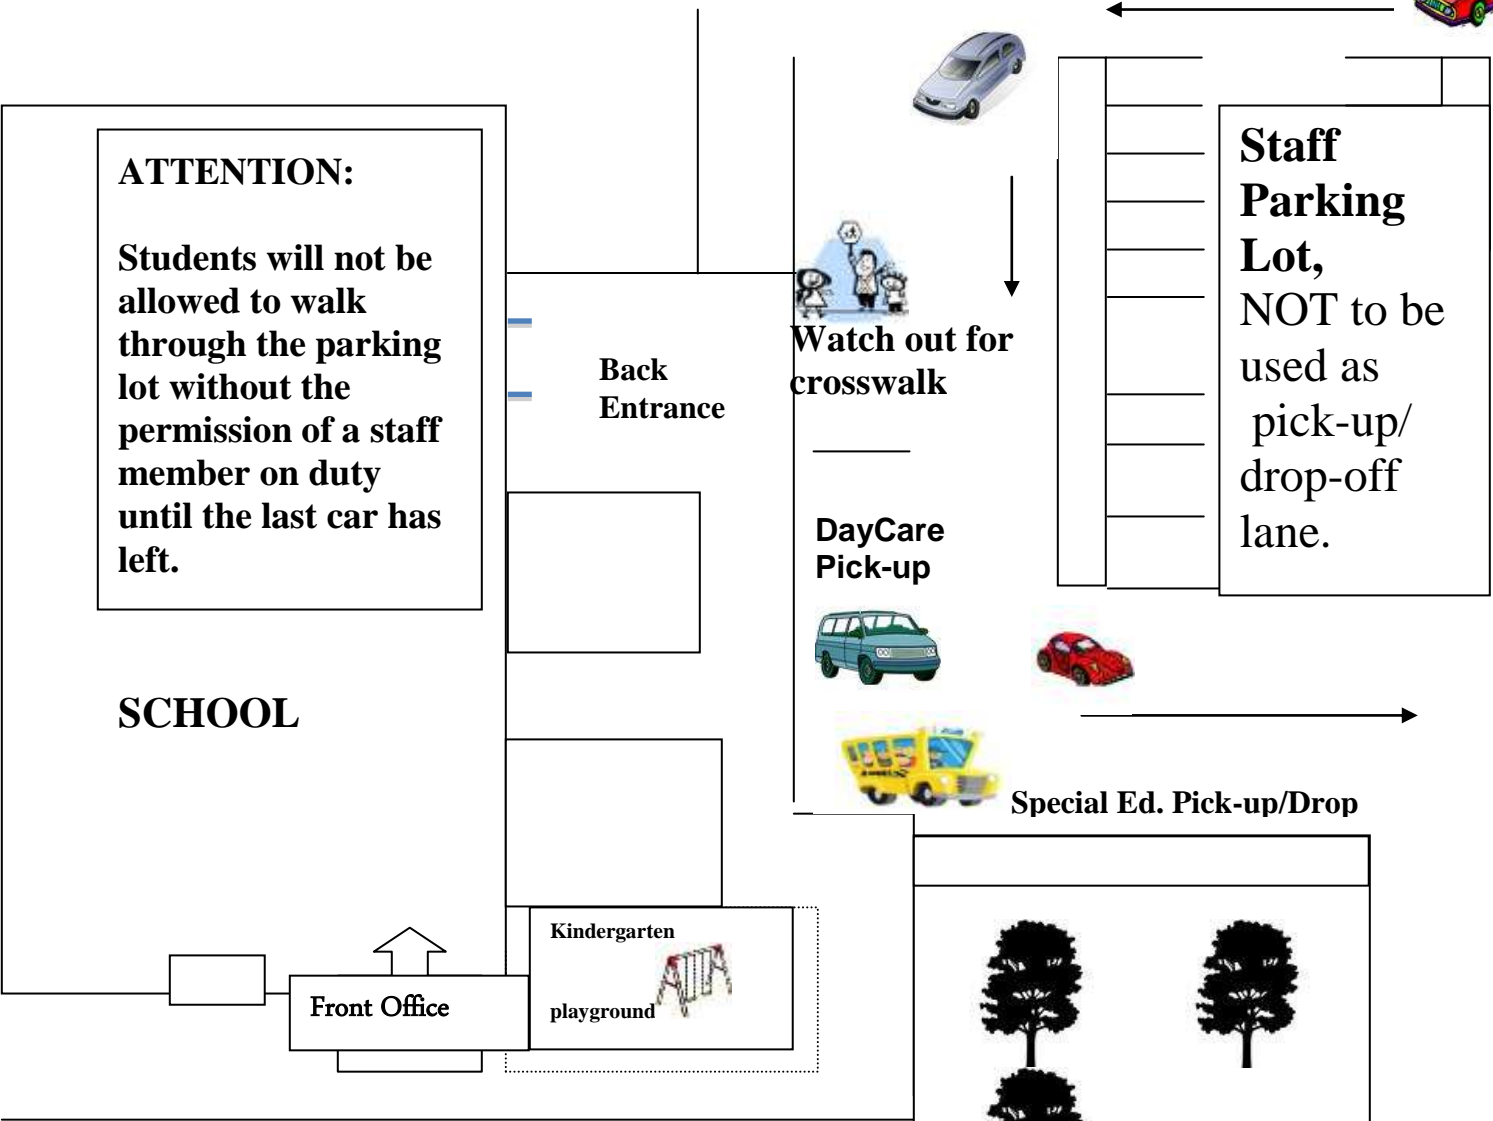 ATTENTION:
Students will not be
allowed to walk
through the parking
lot without the
permission of a staff
member on duty
until the last car has
left.
SCHOOL
Back
Entrance
Watch out for
crosswalk
DayCare
Pick-up
Staff
Parking
Lot,
NOT to be
used as
pick-up/
drop-off
lane.
Special Ed. Pick-up/Drop
Kindergarten
playground
Front Office